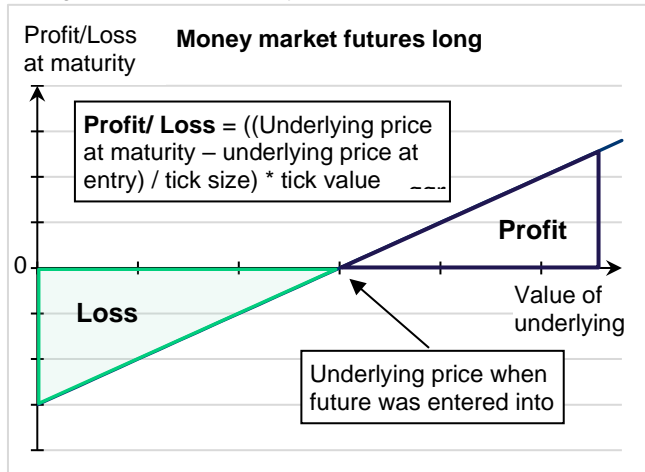 Profit/Loss
at maturity
Money market futures long
Profit/ Loss = ((Underlying price
at maturity – underlying price at
entry) / tick size) * tick value
Profit
0
Loss
Value of
underlying
Underlying price when
future was entered into